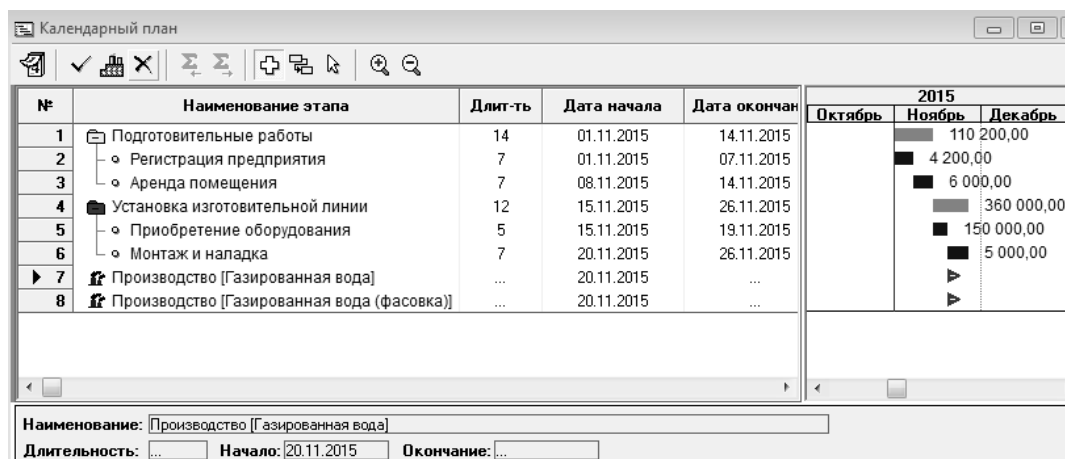 Календарный план
№ Наименование этапа Длит-ть Дата начала Дата окончан
2015
Октябрь Ноябрь Декабрь
1 Подготовительные работы 14 01.11.2015 14.11.2015 110 200,00
2 Регистрация предприятия 7 01.11.2015 07.11.2015 4 200,00
3 Аренда помещения 7 08.11.2015 14.11.2015 6 000,00
4 Установка изготовительной линии 12 15.11.2015 26.11.2015 360 000,00
5 Приобретение оборудования 5 15.11.2015 19.11.2015 150 000,00
6 Монтаж и наладка 7 20.11.2015 26.11.2015 5 000,00
7 Производство [Газированная вода] ... 20.11.2015 ...
8 Производство [Газированная вода (фасовка)] ... 20.11.2015 ...
Наименование: Производство [Газированная вода]
Длительность: ... Начало: 20.11.2015 Окончание: ...